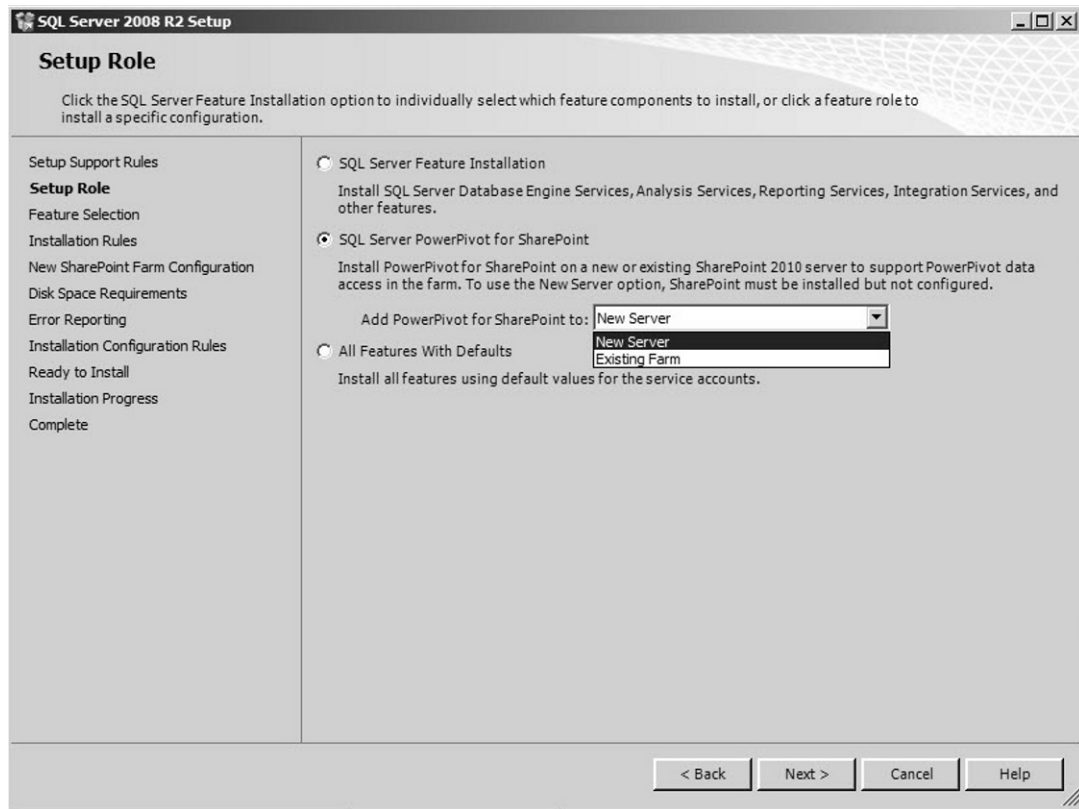 SQL Server 2008 R2 Setup
Setup Role
Click the SQL Server Feature Installation option to individually select which feature components to install, or click a feature role to
install a specific configuration.
Setup Support Rules
Setup Role
Feature Selection
Installation Rules
New SharePoint Farm Configuration
Disk Space Requirements
Error Reporting
Installation Configuration Rules
Ready to Install
Installation Progress
Complete
SQL Server Feature Installation
Install SQL Server Database Engine Services, Analysis Services, Reporting Services, Integration Services, and
other features.
SQL Server PowerPivot for SharePoint
Install PowerPivot for SharePoint on a new or existing SharePoint 2010 server to support PowerPivot data
access in the farm. To use the New Server option, SharePoint must be installed but not configured.
Add PowerPivot for SharePoint to: New Server
New Server
Existing Farm
All Features With Defaults
Install all features using default values for the service accounts.
< Back
Next >
Cancel
Help